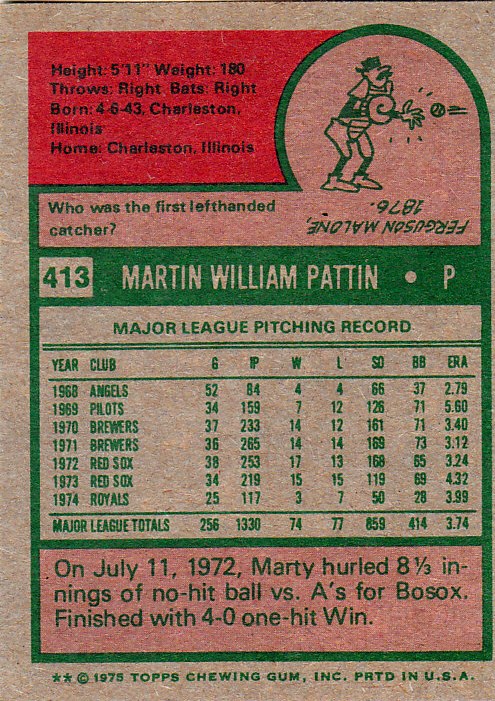 Height: 5'11" Weight: 180
Throws: Right Bats: Right
Born: 4-6-43, Charleston,
Illinois
Home: Charleston, Illinois
Who was the first lefthanded
catcher?
FERGUSON MALONE,
1876.
413 MARTIN WILLIAM PATTIN • P
MAJOR LEAGUE PITCHING RECORD
YEAR CLUB G IP W L SO BB ERA
1968 ANGELS 52 84 4 4 66 37 2.79
1969 PILOTS 34 159 7 12 126 71 5.60
1970 BREWERS 37 233 14 12 161 71 3.40
1971 BREWERS 36 265 14 14 169 73 3.12
1972 RED SOX 38 253 17 13 168 65 3.24
1973 RED SOX 34 219 15 15 119 69 4.32
1974 ROYALS 25 117 3 7 50 28 3.99
MAJOR LEAGUE TOTALS 256 1330 74 77 859 414 3.74
On July 11, 1972, Marty hurled 8⅓ in-
nings of no-hit ball vs. A's for Bosox.
Finished with 4-0 one-hit Win.
** © 1975 TOPPS CHEWING GUM, INC. PRTD IN U.S.A.